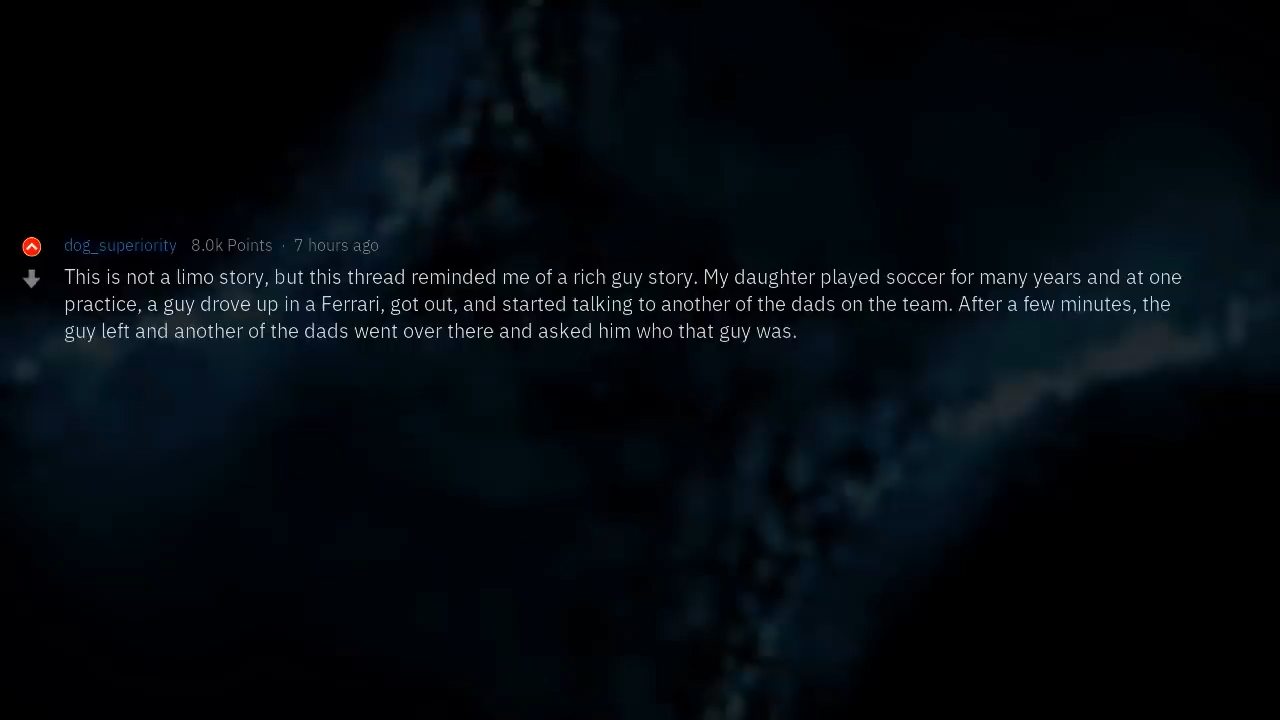 dog_superiority 8.0k Points · 7 hours ago
This is not a limo story, but this thread reminded me of a rich guy story. My daughter played soccer for many years and at one
practice, a guy drove up in a Ferrari, got out, and started talking to another of the dads on the team. After a few minutes, the
guy left and another of the dads went over there and asked him who that guy was.